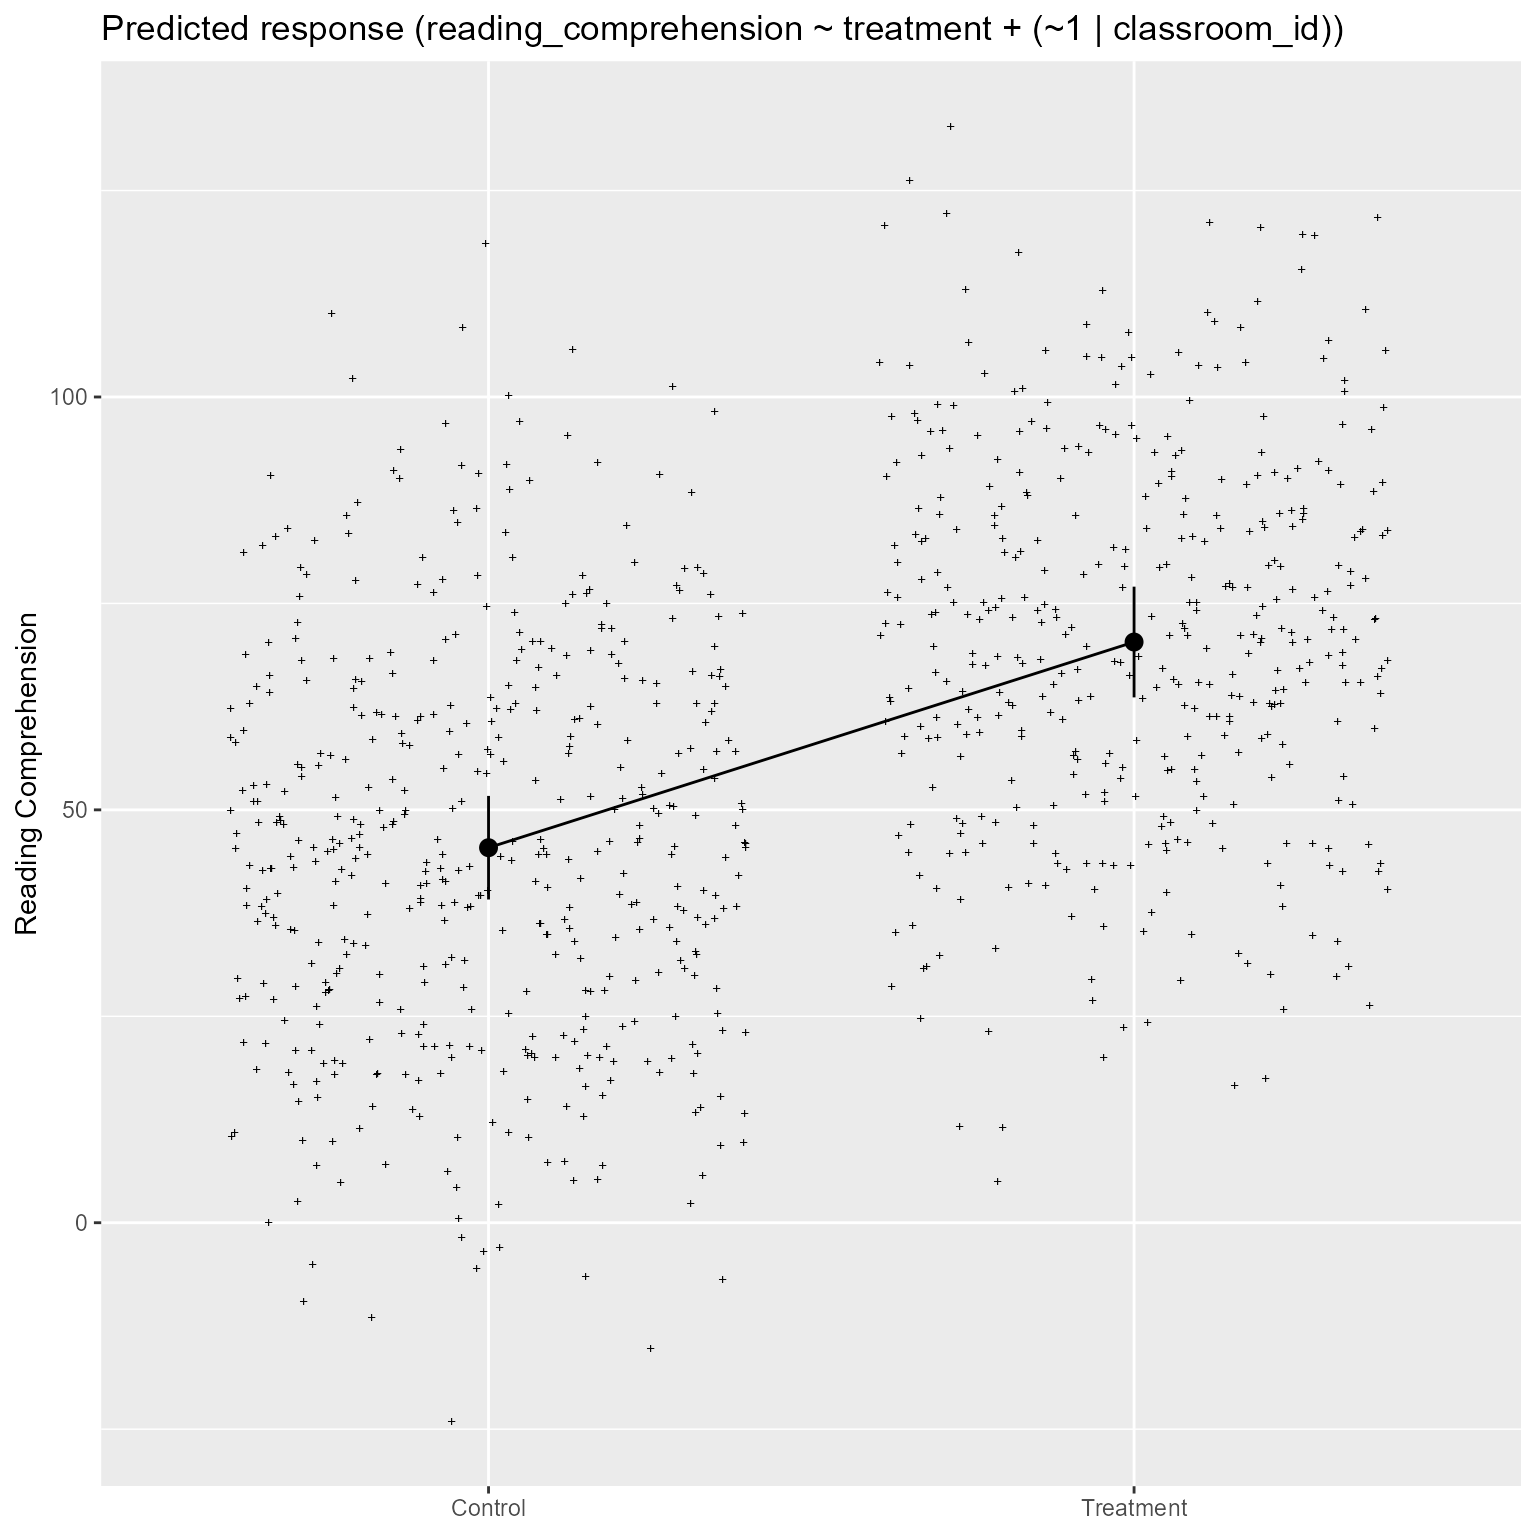 Predicted response (reading_comprehension ~ treatment + (~1 | classroom_id))
Reading Comprehension
100
50
0
Control
Treatment